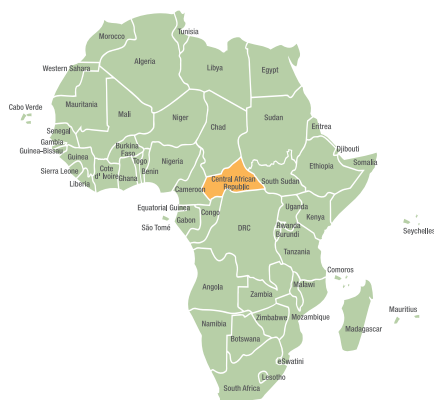 Tunisia
Morocco
Algeria
Libya
Egypt
Western Sahara
Cabo Verde
Mauritania
Mali
Niger
Chad
Sudan
Eritrea
Senegal
Gambia
Guinea-Bissau
Guinea
Sierra Leone
Liberia
Cote
d' Ivoire
Burkina
Faso
Ghana
Togo
Benin
Nigeria
Djibouti
Somalia
Ethiopia
Central African
Republic
South Sudan
Cameroon
Equatorial Guinea
São Tomé
Gabon
Congo
DRC
Uganda
Kenya
Rwanda
Burundi
Tanzania
Seychelles
Comoros
Angola
Zambia
Malawi
Mozambique
Zimbabwe
Namibia
Botswana
Madagascar
Mauritius
eSwatini
Lesotho
South Africa